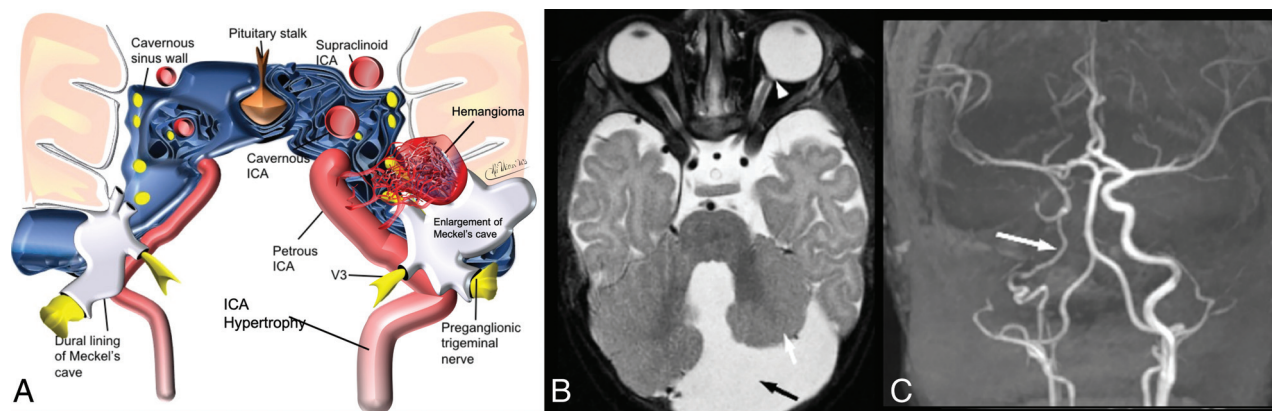 Cavernous
sinus wall
Pituitary stalk
Supraclinoid
ICA
Hemangioma
Cavernous
ICA
Enlargement of
Meckel's cave
Petrous
ICA
V3
ICA
Hypertrophy
Preganglionic
trigeminal
nerve
Dural lining
of Meckel's
cave
A
B
C